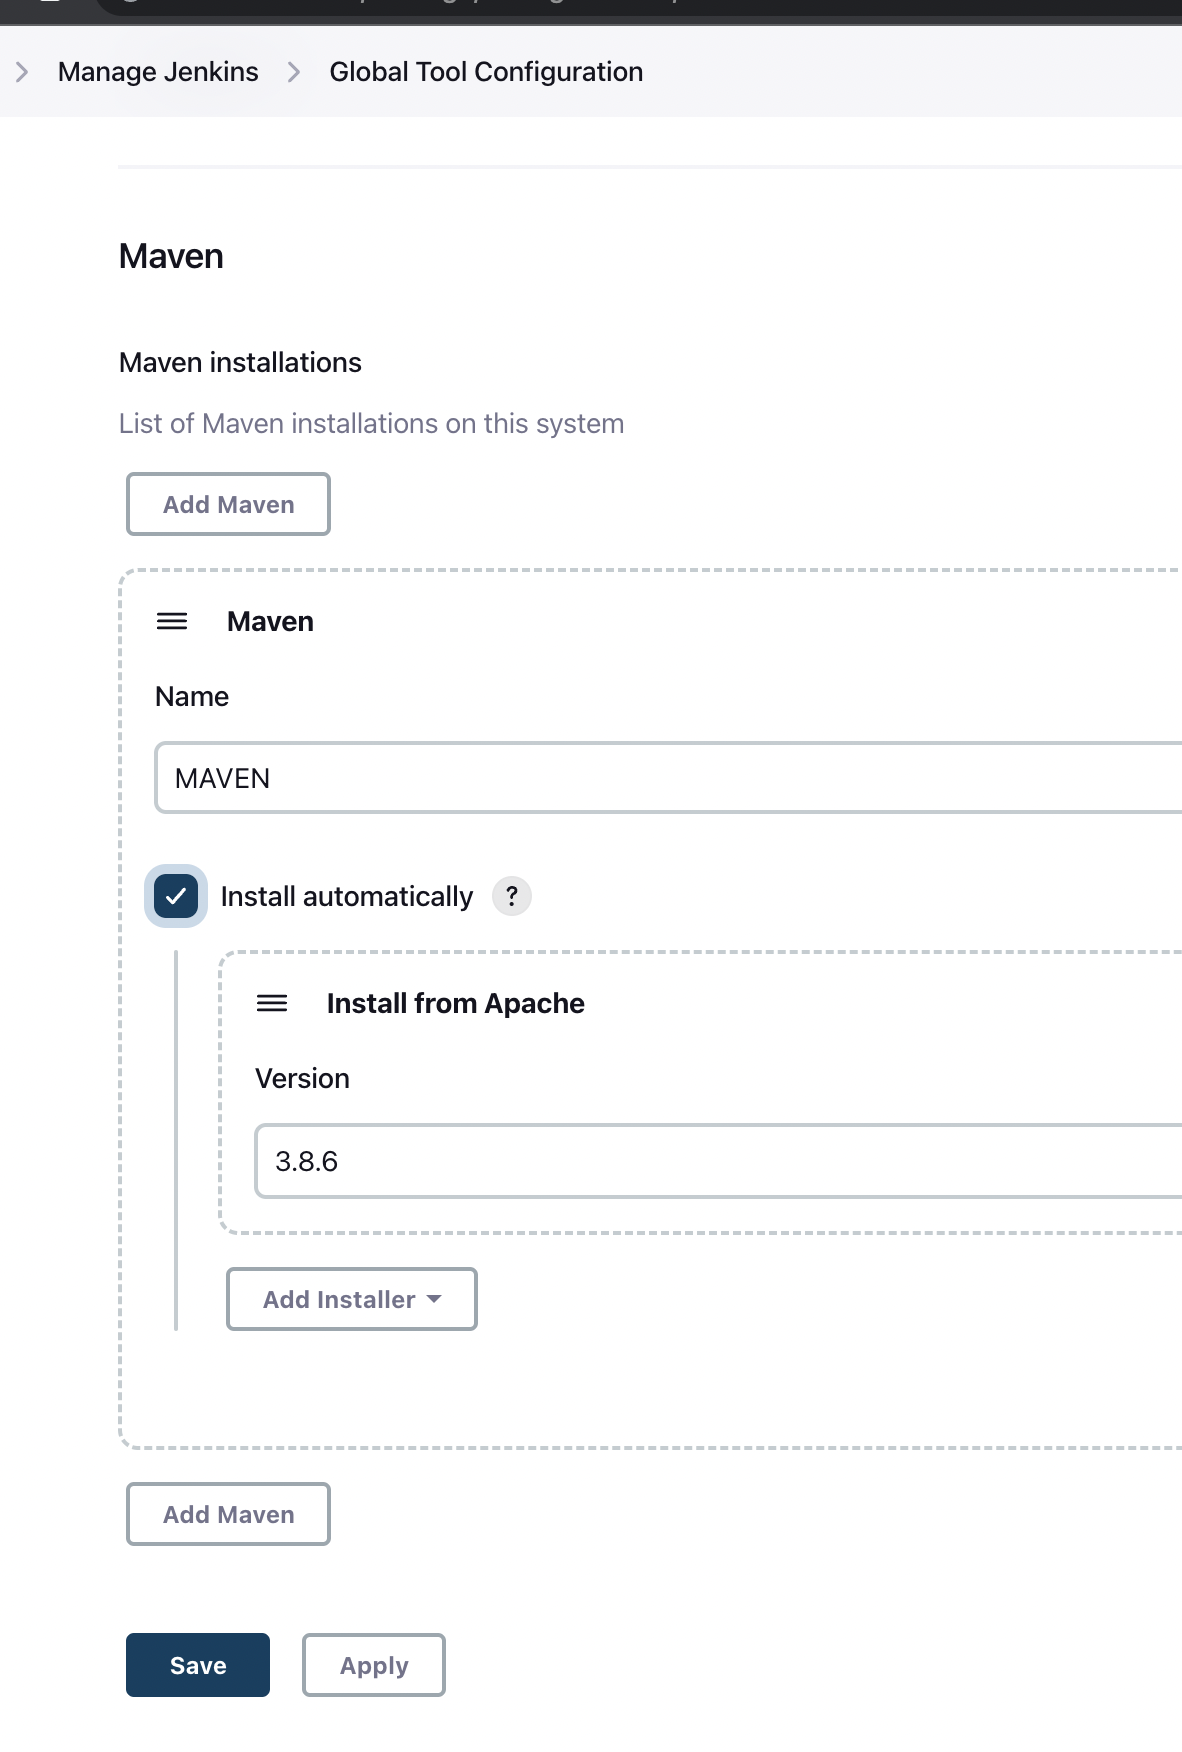 Manage Jenkins
Global Tool Configuration
Maven
Maven installations
List of Maven installations on this system
Add Maven
Maven
Name
MAVEN
Install automatically ?
Install from Apache
Version
3.8.6
Add Installer
Add Maven
Save
Apply